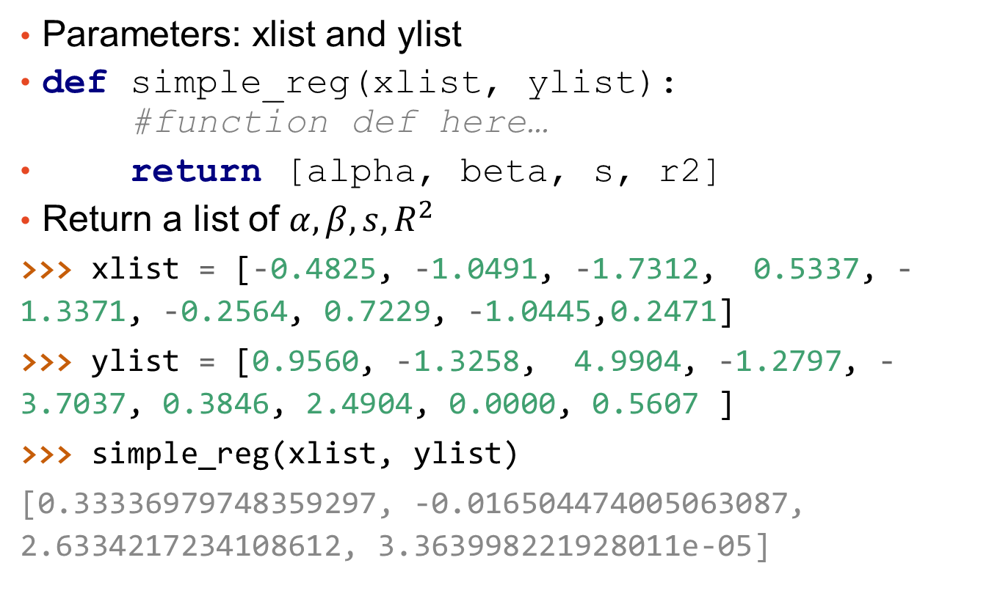 • Parameters: xlist and ylist
• def simple_reg(xlist, ylist):
#function def here…
• return [alpha, beta, s, r2]
• Return a list of 𝛼, 𝛽, 𝑠, 𝑅²
>>> xlist = [-0.4825, -1.0491, -1.7312,  0.5337, -
1.3371, -0.2564, 0.7229, -1.0445,0.2471]
>>> ylist = [0.9560, -1.3258,  4.9904, -1.2797, -
3.7037, 0.3846, 2.4904, 0.0000, 0.5607 ]
>>> simple_reg(xlist, ylist)
[0.33336979748359297, -0.016504474005063087,
2.6334217234108612, 3.363998221928011e-05]